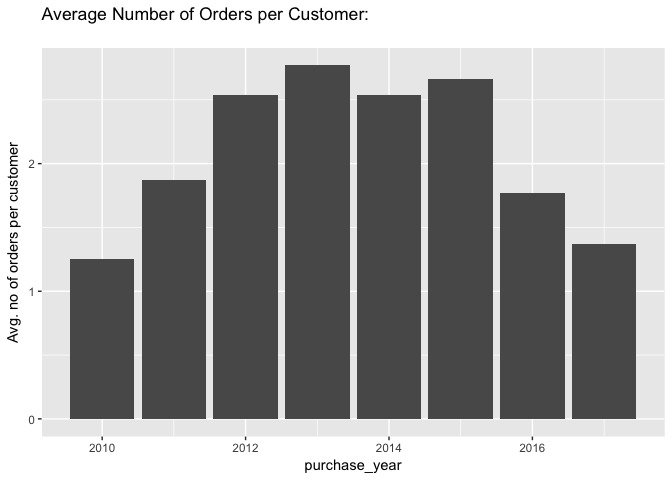 Average Number of Orders per Customer:
Avg. no of orders per customer
2
1
0
2010 2012 2014 2016
purchase_year